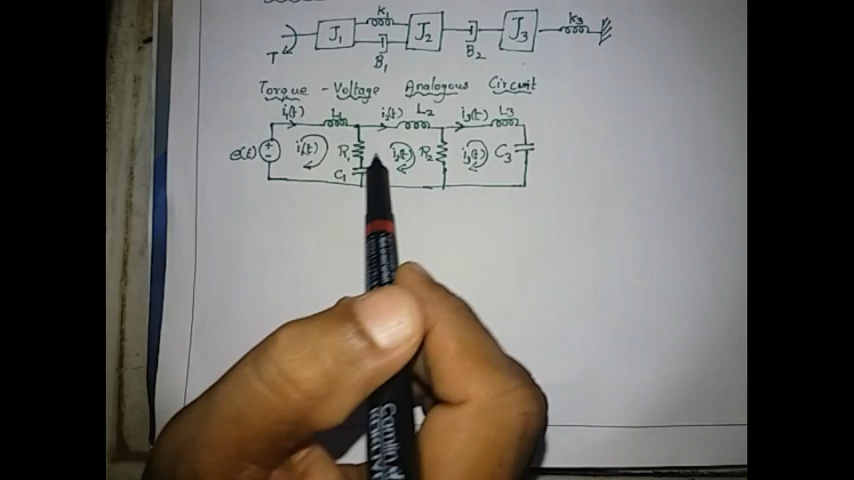 K1 K3
J1 J2 J3
T B1 B2
Torque - Voltage Analogous Circuit
i1(t) L1 i2(t) L2 i3(t) L3
e(t) + - i1(t) R1 i2(t) R2 i3(t) C3
C1
Camlin